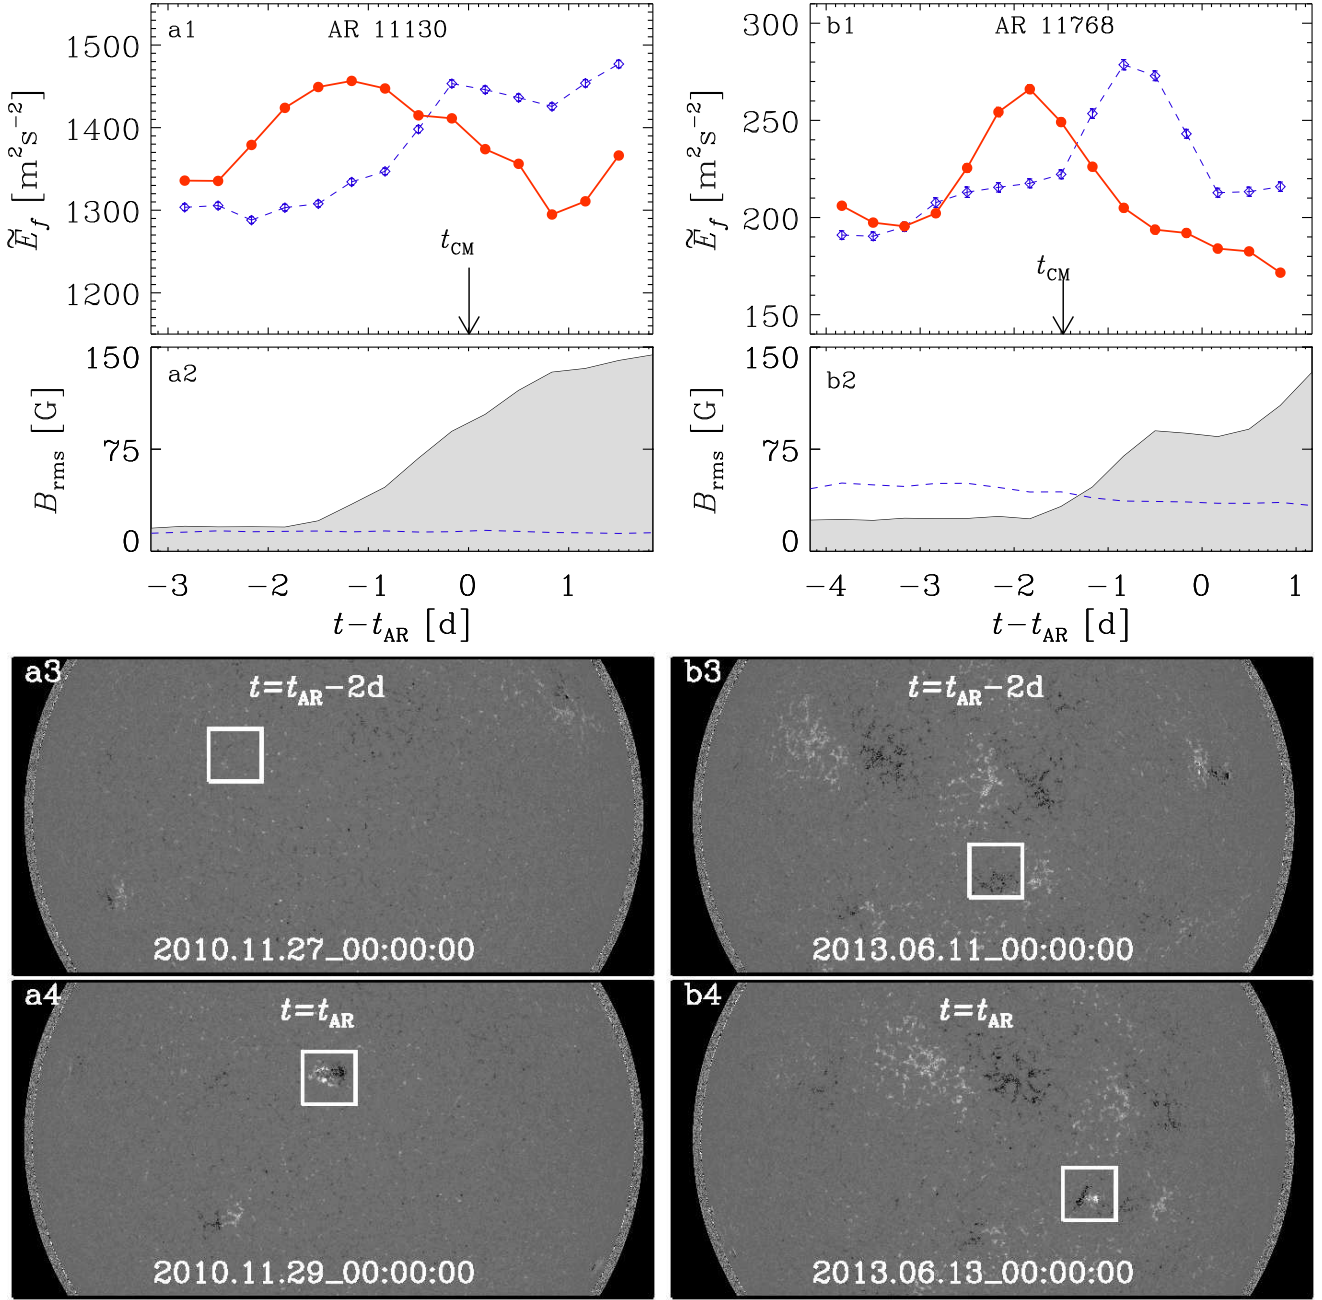 a1 AR 11130
1500
1400
1300
1200
Ẽf [m²s⁻²]
tCM
a2
150
75
0
Brms [G]
−3 −2 −1 0 1
t−tAR [d]
b1 AR 11768
300
250
200
140
Ẽf [m²s⁻²]
tCM
b2
150
75
0
Brms [G]
−4 −3 −2 −1 0 1
t−tAR [d]
a3
t=tAR−2d
2010.11.27_00:00:00
b3
t=tAR−2d
2013.06.11_00:00:00
a4
t=tAR
2010.11.29_00:00:00
b4
t=tAR
2013.06.13_00:00:00